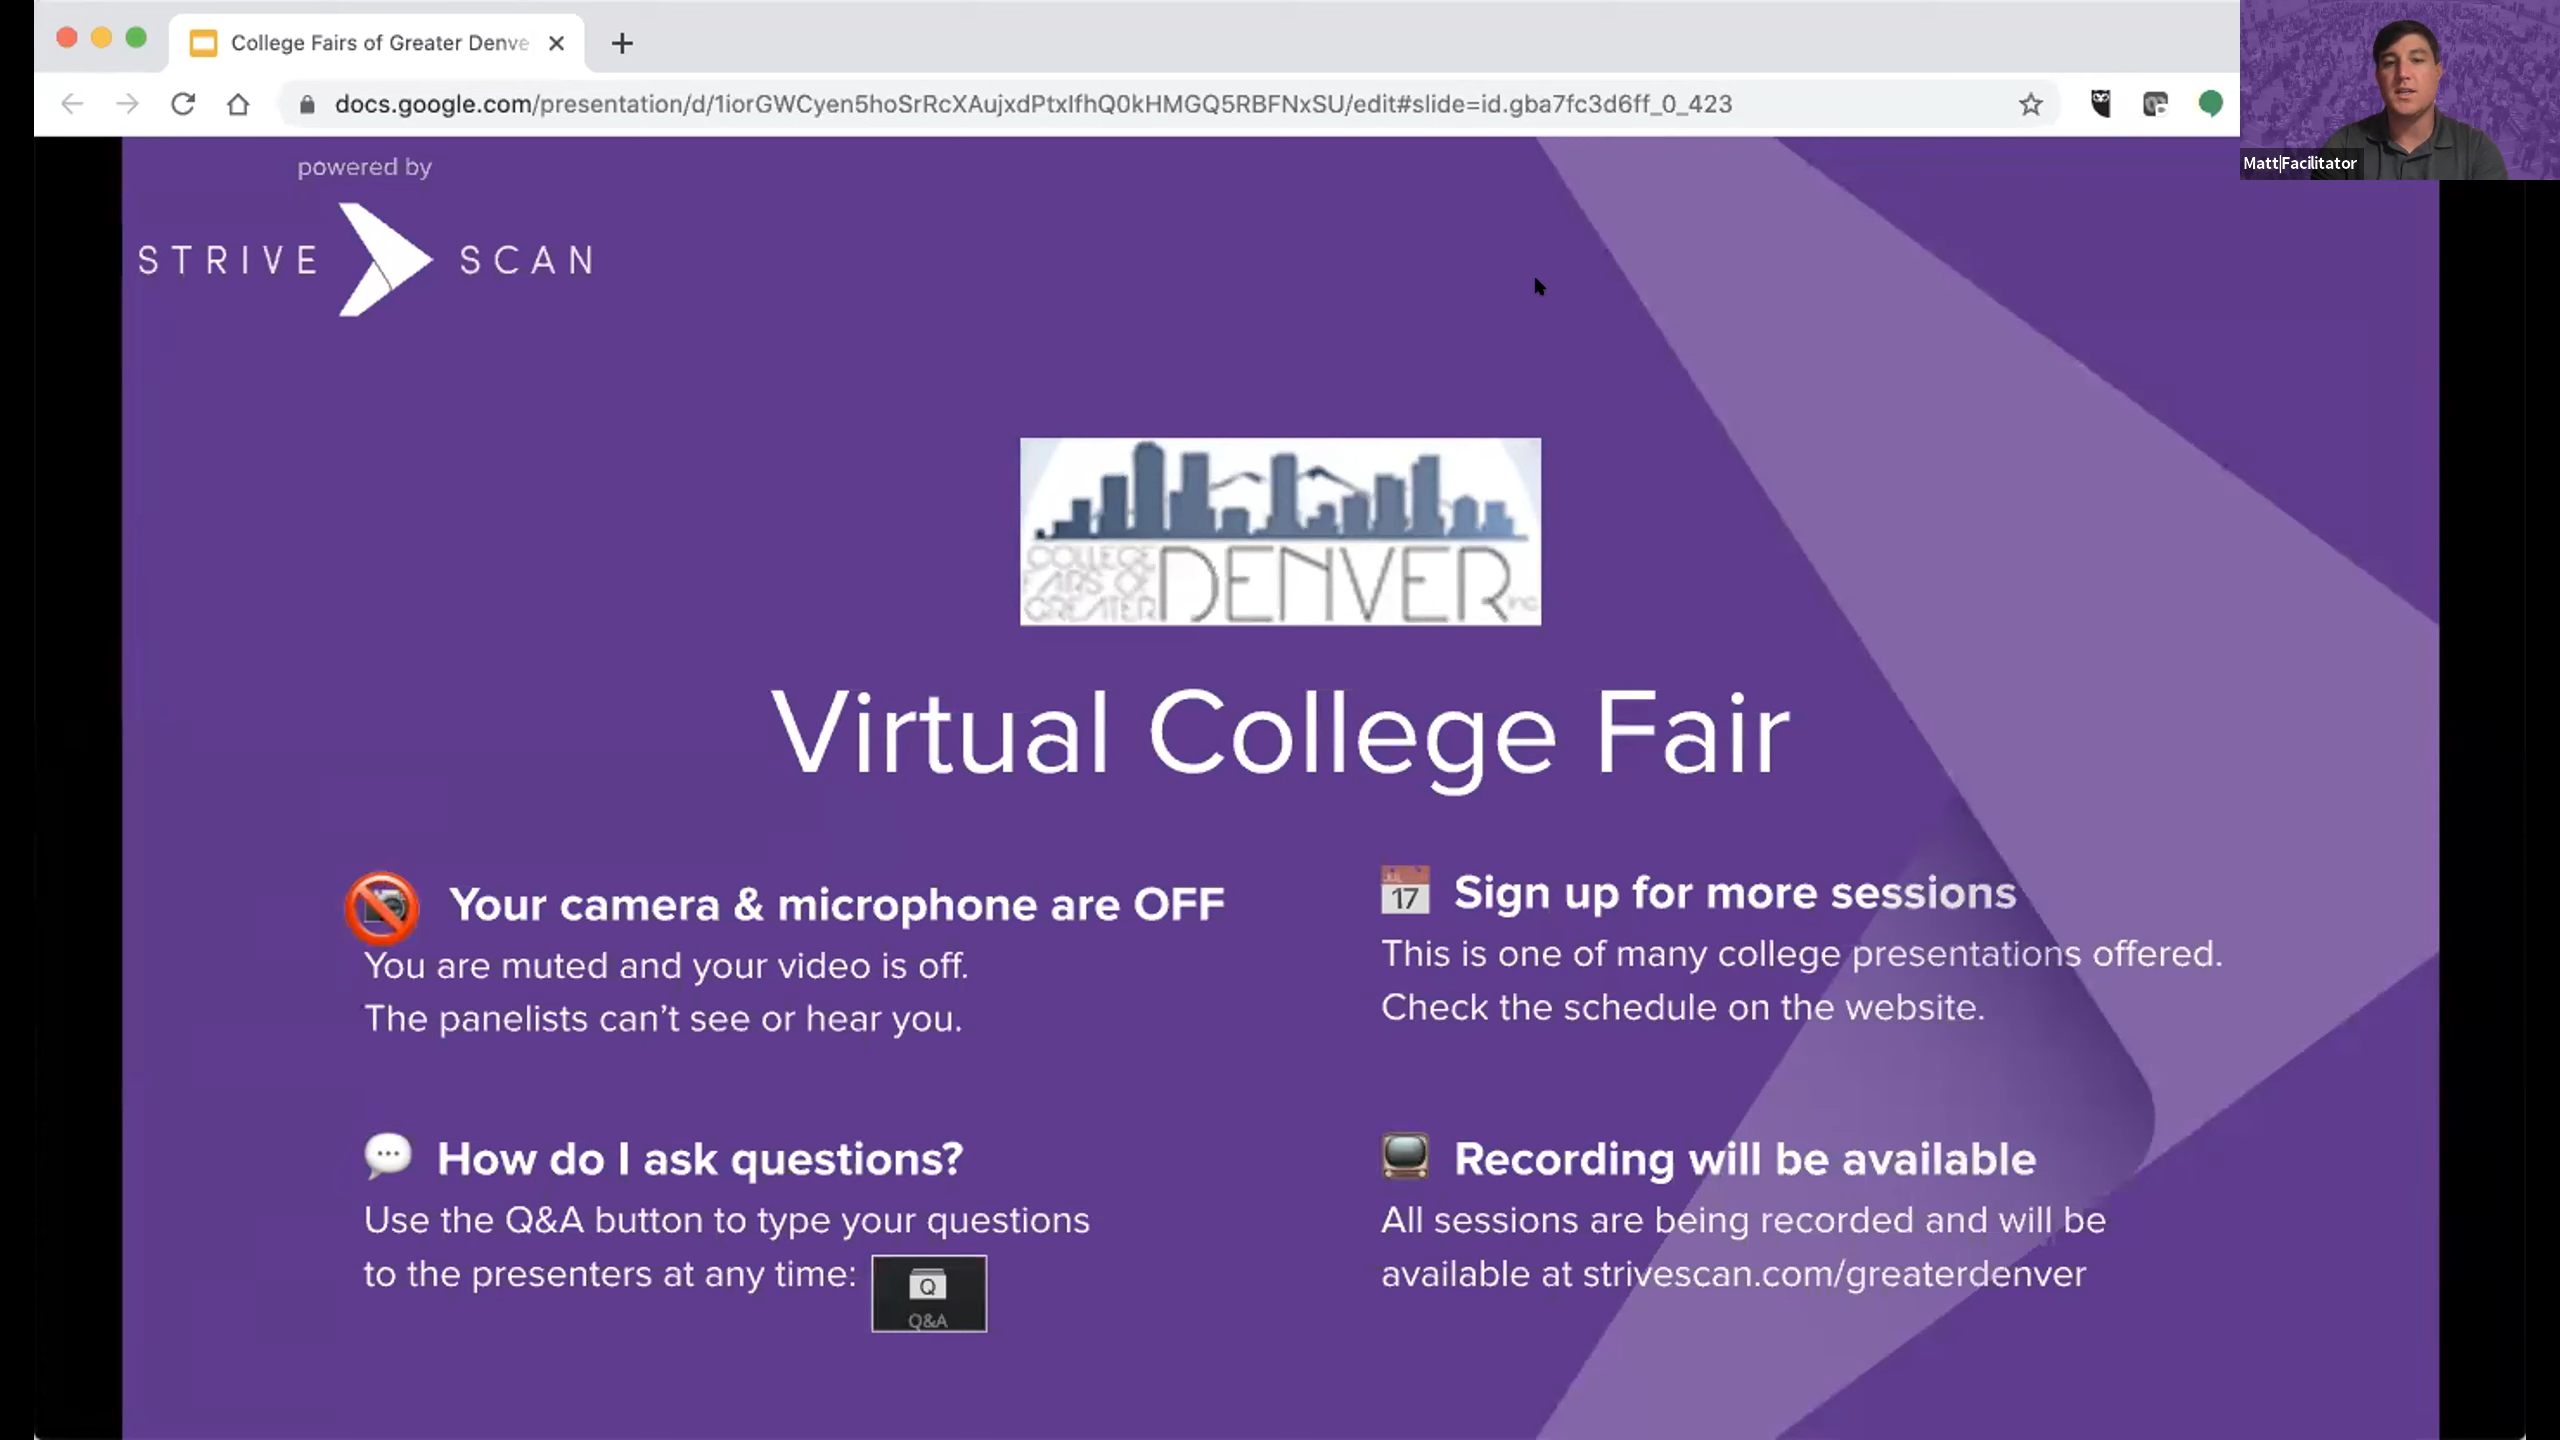 College Fairs of Greater Denve
docs.google.com/presentation/d/1iorGWCyen5hoSrRcXAujxdPtxIfhQ0kHMGQ5RBFNxSU/edit#slide=id.gba7fc3d6ff_0_423
Matt|Facilitator
powered by
STRIVE SCAN
COLLEGE FAIRS OF GREATER DENVER inc
Virtual College Fair
Your camera & microphone are OFF
You are muted and your video is off.
The panelists can't see or hear you.
17 Sign up for more sessions
This is one of many college presentations offered.
Check the schedule on the website.
How do I ask questions?
Use the Q&A button to type your questions
to the presenters at any time:
Q
Q&A
Recording will be available
All sessions are being recorded and will be
available at strivescan.com/greaterdenver